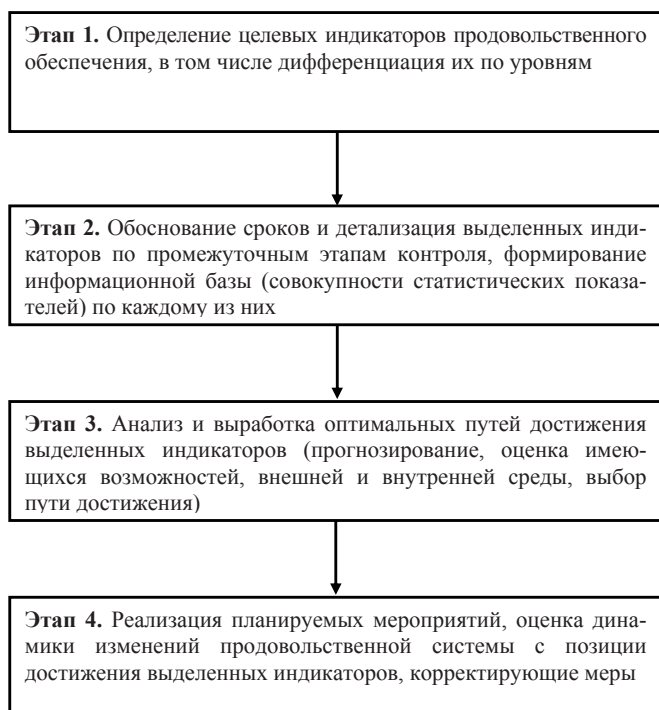 Этап 1. Определение целевых индикаторов продовольственного
обеспечения, в том числе дифференциация их по уровням
Этап 2. Обоснование сроков и детализация выделенных инди-
каторов по промежуточным этапам контроля, формирование
информационной базы (совокупности статистических показа-
телей) по каждому из них
Этап 3. Анализ и выработка оптимальных путей достижения
выделенных индикаторов (прогнозирование, оценка имею-
щихся возможностей, внешней и внутренней среды, выбор
пути достижения)
Этап 4. Реализация планируемых мероприятий, оценка дина-
мики изменений продовольственной системы с позиции
достижения выделенных индикаторов, корректирующие меры